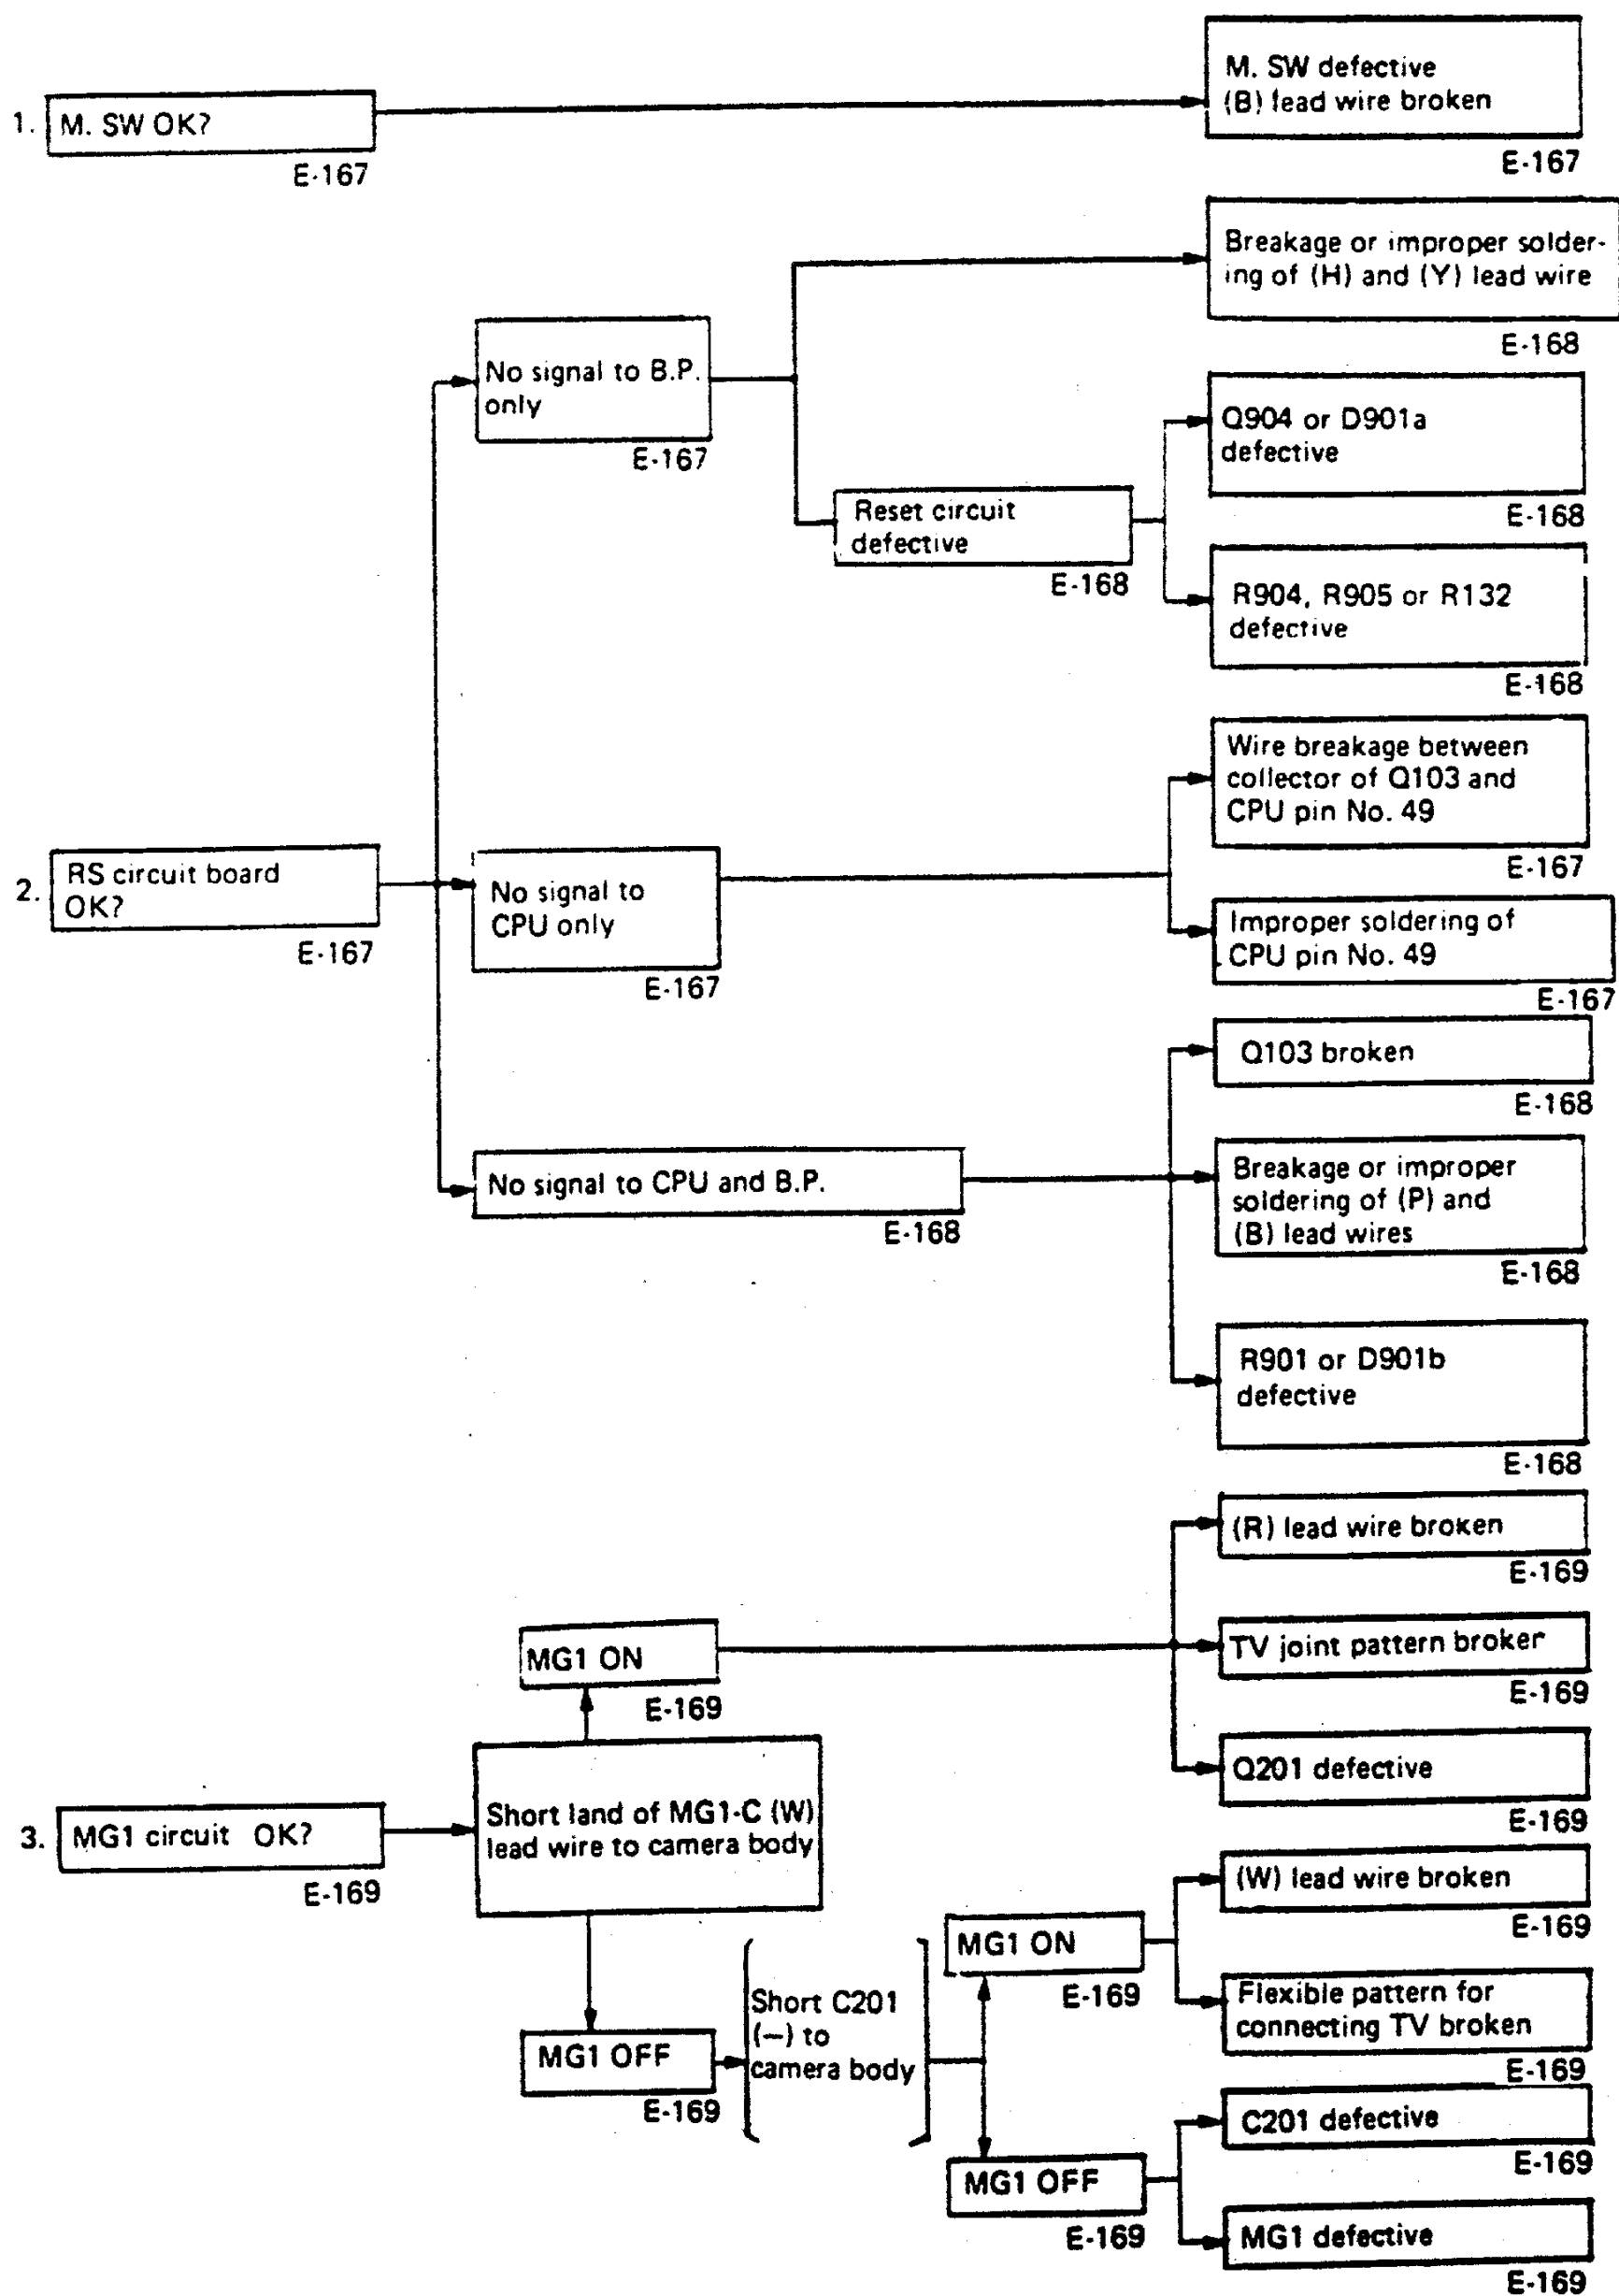 M. SW defective
(B) lead wire broken
E-167
1. M. SW OK?
E-167
Breakage or improper solder-
ing of (H) and (Y) lead wire
E-168
No signal to B.P.
only
E-167
Q904 or D901a
defective
E-168
Reset circuit
defective
E-168
R904, R905 or R132
defective
E-168
Wire breakage between
collector of Q103 and
CPU pin No. 49
E-167
2. RS circuit board
OK?
E-167
No signal to
CPU only
E-167
Improper soldering of
CPU pin No. 49
E-167
Q103 broken
E-168
No signal to CPU and B.P.
E-168
Breakage or improper
soldering of (P) and
(B) lead wires
E-168
R901 or D901b
defective
E-168
(R) lead wire broken
E-169
MG1 ON
E-169
TV joint pattern broker
E-169
Q201 defective
E-169
3. MG1 circuit OK?
E-169
Short land of MG1-C (W)
lead wire to camera body
(W) lead wire broken
E-169
MG1 ON
E-169
Flexible pattern for
connecting TV broken
E-169
MG1 OFF
E-169
Short C201
(—) to
camera body
C201 defective
E-169
MG1 OFF
E-169
MG1 defective
E-169